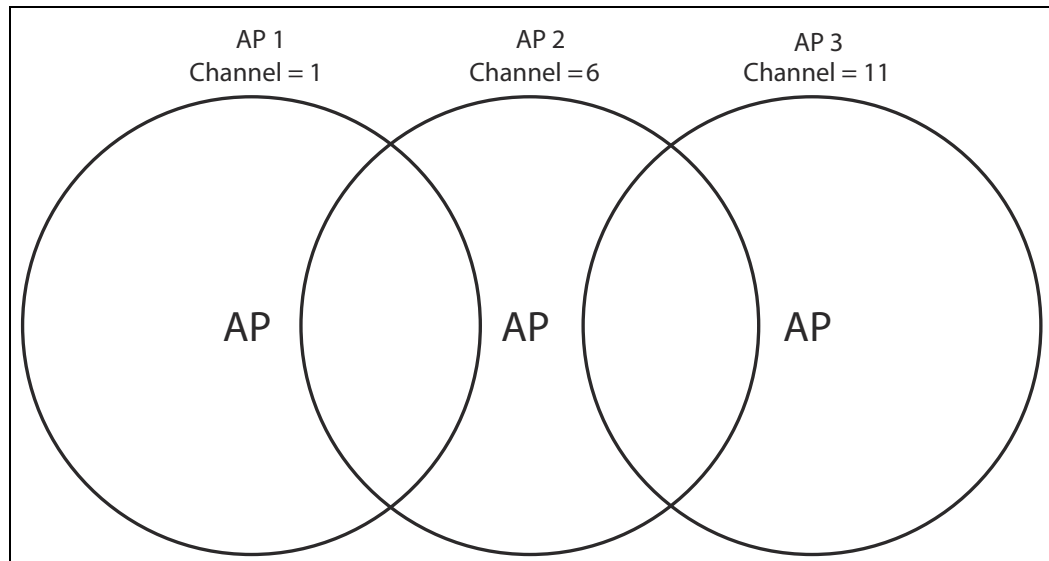 AP 1
Channel = 1
AP 2
Channel =6
AP 3
Channel = 11
AP
AP
AP